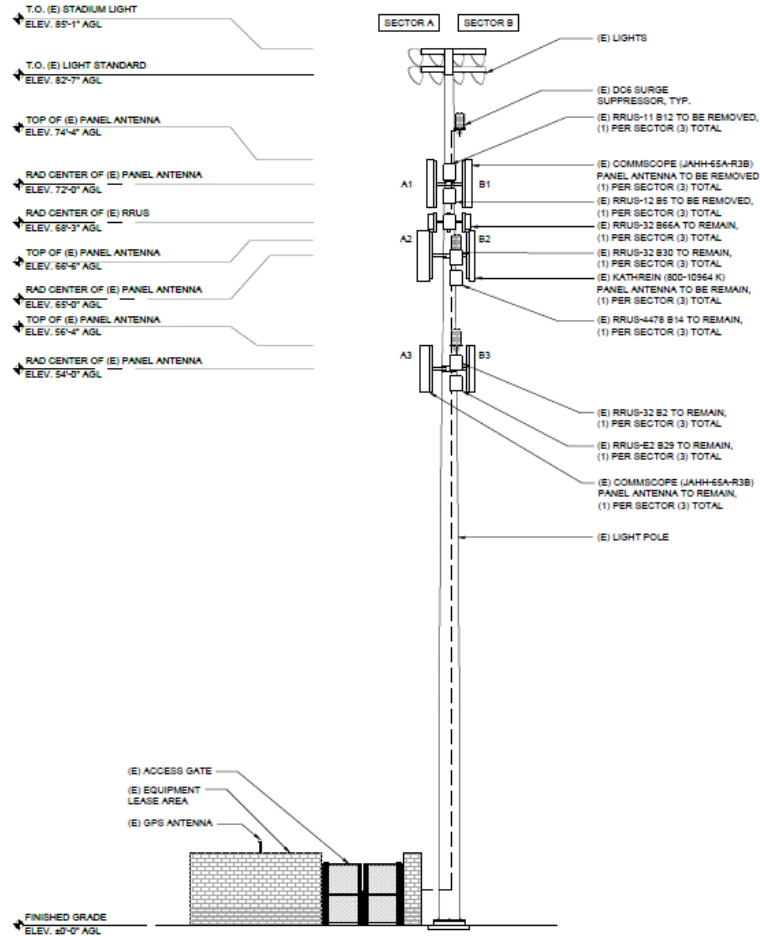 T.O. (E) STADIUM LIGHT
ELEV. 85'-1" AGL
T.O. (E) LIGHT STANDARD
ELEV. 82'-7" AGL
TOP OF (E) PANEL ANTENNA
ELEV. 74'-4" AGL
RAD CENTER OF (E) PANEL ANTENNA
ELEV. 72'-0" AGL
RAD CENTER OF (E) RRUS
ELEV. 68'-3" AGL
TOP OF (E) PANEL ANTENNA
ELEV. 66'-6" AGL
RAD CENTER OF (E) PANEL ANTENNA
ELEV. 65'-0" AGL
TOP OF (E) PANEL ANTENNA
ELEV. 56'-4" AGL
RAD CENTER OF (E) PANEL ANTENNA
ELEV. 54'-0" AGL
SECTOR A
SECTOR B
A1
B1
A2
B2
A3
B3
(E) LIGHTS
(E) DC6 SURGE
SUPPRESSOR, TYP.
(E) RRUS-11 B12 TO BE REMOVED,
(1) PER SECTOR (3) TOTAL
(E) COMMSCOPE (JAHH-65A-R3B)
PANEL ANTENNA TO BE REMOVED
(1) PER SECTOR (3) TOTAL
(E) RRUS-12 B5 TO BE REMOVED,
(1) PER SECTOR (3) TOTAL
(E) RRUS-32 B66A TO REMAIN,
(1) PER SECTOR (3) TOTAL
(E) RRUS-32 B30 TO REMAIN,
(1) PER SECTOR (3) TOTAL
(E) KATHREIN (800-10964 K)
PANEL ANTENNA TO BE REMAIN,
(1) PER SECTOR (3) TOTAL
(E) RRUS-4478 B14 TO REMAIN,
(1) PER SECTOR (3) TOTAL
(E) RRUS-32 B2 TO REMAIN,
(1) PER SECTOR (3) TOTAL
(E) RRUS-E2 B29 TO REMAIN,
(1) PER SECTOR (3) TOTAL
(E) COMMSCOPE (JAHH-65A-R3B)
PANEL ANTENNA TO REMAIN,
(1) PER SECTOR (3) TOTAL
(E) LIGHT POLE
(E) ACCESS GATE
(E) EQUIPMENT
LEASE AREA
(E) GPS ANTENNA
FINISHED GRADE
ELEV. ±0'-0" AGL